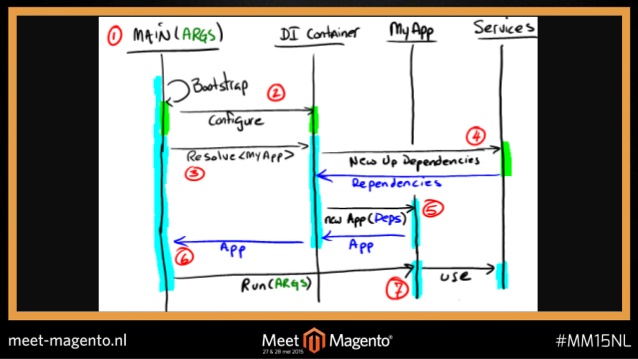 ① MAIN(ARGS)
DI Container
MyApp
Services
Bootstrap
②
Configure
Resolve<MyApp>
③
④
New Up Dependencies
Dependencies
new App(Deps)
⑤
App
App
⑥
Run(ARGS)
⑦
use
meet-magento.nl
Meet Magento®
27 & 28 mei 2015
#MM15NL